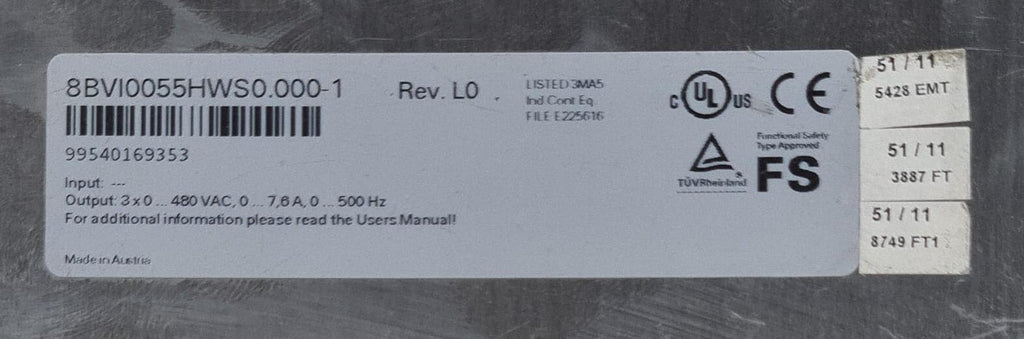 8BVI0055HWS0.000-1
Rev. L0
99540169353
Input: ---
Output: 3 x 0 ... 480 VAC, 0 ... 7,6 A, 0 ... 500 Hz
For additional information please read the Users Manual!
Made in Austria
LISTED 3MA5
Ind Cont Eq
FILE E225616
C UL US
CE
TÜVRheinland
Functional Safety
Type Approved
FS
51 / 11
5428 EMT
51 / 11
3887 FT
51 / 11
8749 FT1